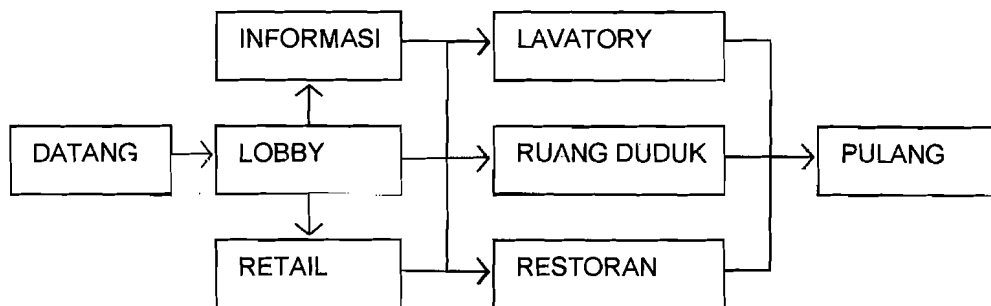 INFORMASI
LAVATORY
DATANG
LOBBY
RUANG DUDUK
PULANG
RETAIL
RESTORAN